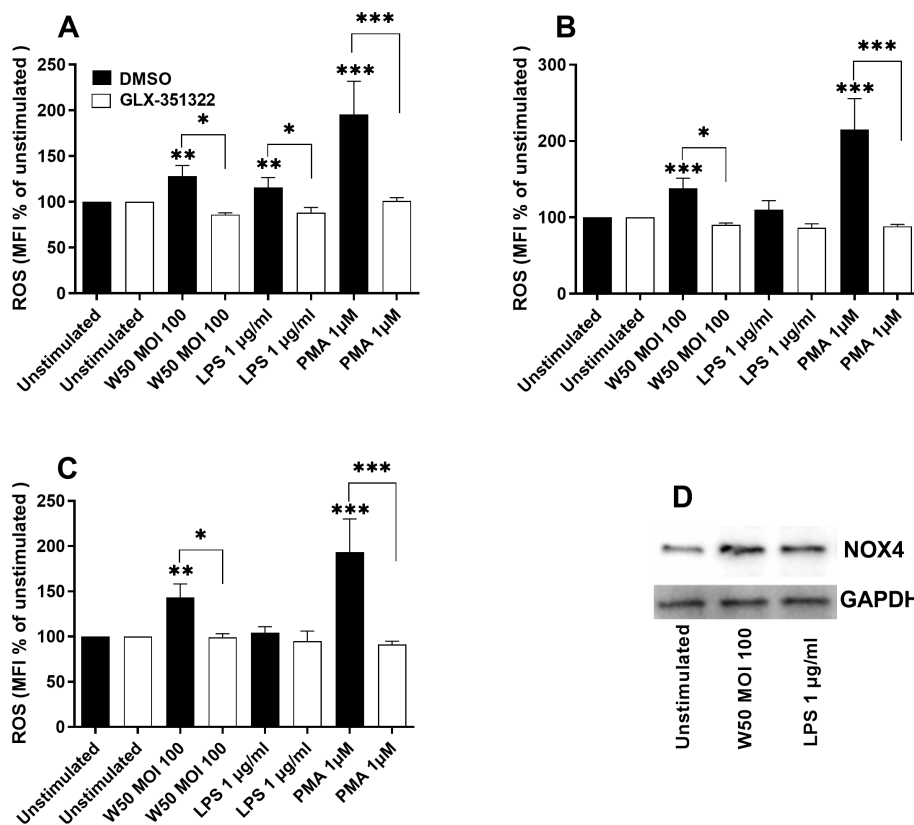 A
ROS (MFI % of unstimulated )
250
200
150
100
50
0
DMSO
GLX-351322
**
*
**
*
***
***
Unstimulated
Unstimulated
W50 MOI 100
W50 MOI 100
LPS 1 µg/ml
LPS 1 µg/ml
PMA 1µM
PMA 1µM
B
ROS (MFI % of unstimulated )
300
200
100
0
***
*
***
***
Unstimulated
Unstimulated
W50 MOI 100
W50 MOI 100
LPS 1 µg/ml
LPS 1 µg/ml
PMA 1µM
PMA 1µM
C
ROS (MFI % of unstimulated )
250
200
150
100
50
0
**
*
***
***
Unstimulated
Unstimulated
W50 MOI 100
W50 MOI 100
LPS 1 µg/ml
LPS 1 µg/ml
PMA 1µM
PMA 1µM
D
NOX4
GAPDH
Unstimulated
W50 MOI 100
LPS 1 µg/ml